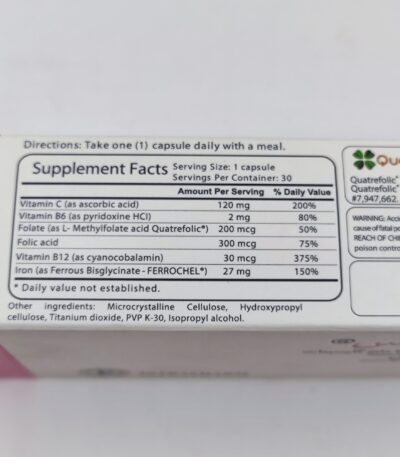 Directions: Take one (1) capsule daily with a meal.
Supplement Facts
Serving Size: 1 capsule
Servings Per Container: 30
Amount Per Serving % Daily Value
Vitamin C (as ascorbic acid) 120 mg 200%
Vitamin B6 (as pyridoxine HCl) 2 mg 80%
Folate (as L- Methylfolate acid Quatrefolic®) 200 mcg 50%
Folic acid 300 mcg 75%
Vitamin B12 (as cyanocobalamin) 30 mcg 375%
Iron (as Ferrous Bisglycinate - FERROCHEL®) 27 mg 150%
* Daily value not established.
Other ingredients: Microcrystalline Cellulose, Hydroxypropyl
cellulose, Titanium dioxide, PVP K-30, Isopropyl alcohol.
Qua
Quatrefolic®
Quatrefolic®
#7,947,662.
WARNING: Acci
cause of fatal po
REACH OF CHI
poison contro